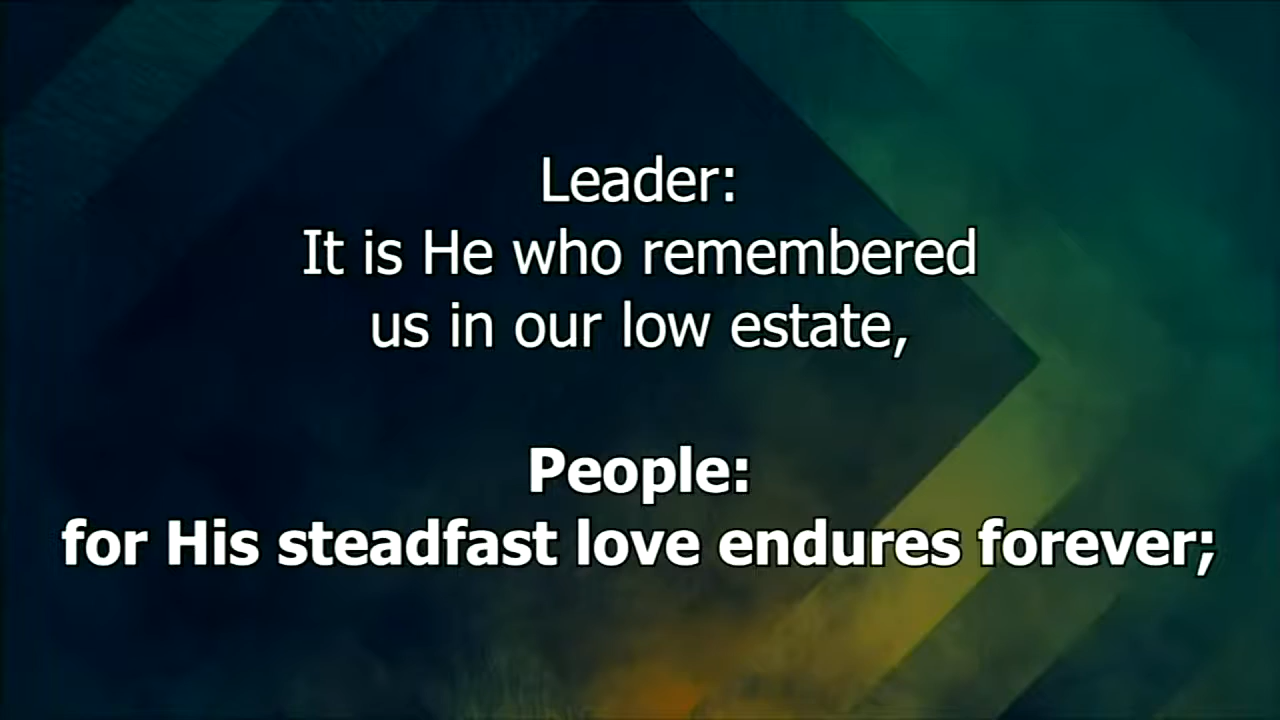 Leader:
It is He who remembered
us in our low estate,
People:
for His steadfast love endures forever;